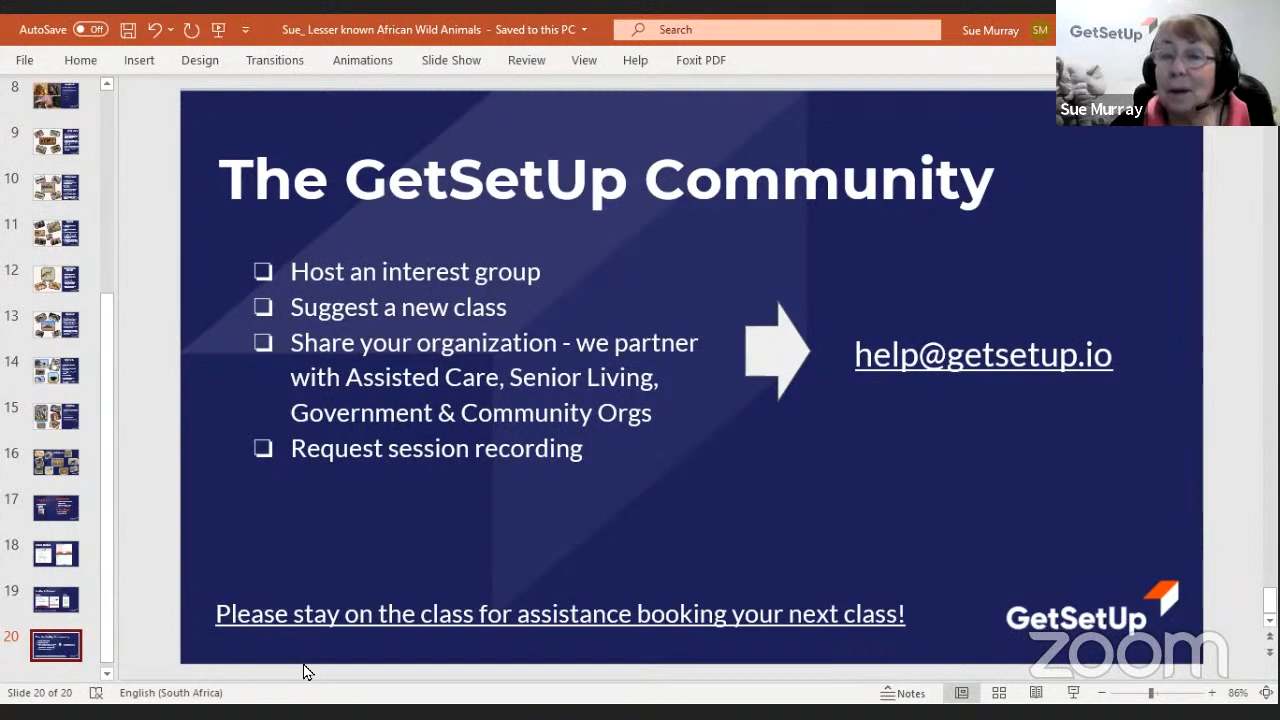 AutoSave Off Sue_ Lesser known African Wild Animals - Saved to this PC Search Sue Murray SM
GetSetUp
File Home Insert Design Transitions Animations Slide Show Review View Help Foxit PDF
Sue Murray
8
9
10
11
12
13
14
15
16
17
18
19
20
The GetSetUp Community
Host an interest group
Suggest a new class
Share your organization - we partner
with Assisted Care, Senior Living,
Government & Community Orgs
Request session recording
help@getsetup.io
Please stay on the class for assistance booking your next class!
GetSetUp
zoom
Slide 20 of 20 English (South Africa) Notes 86%